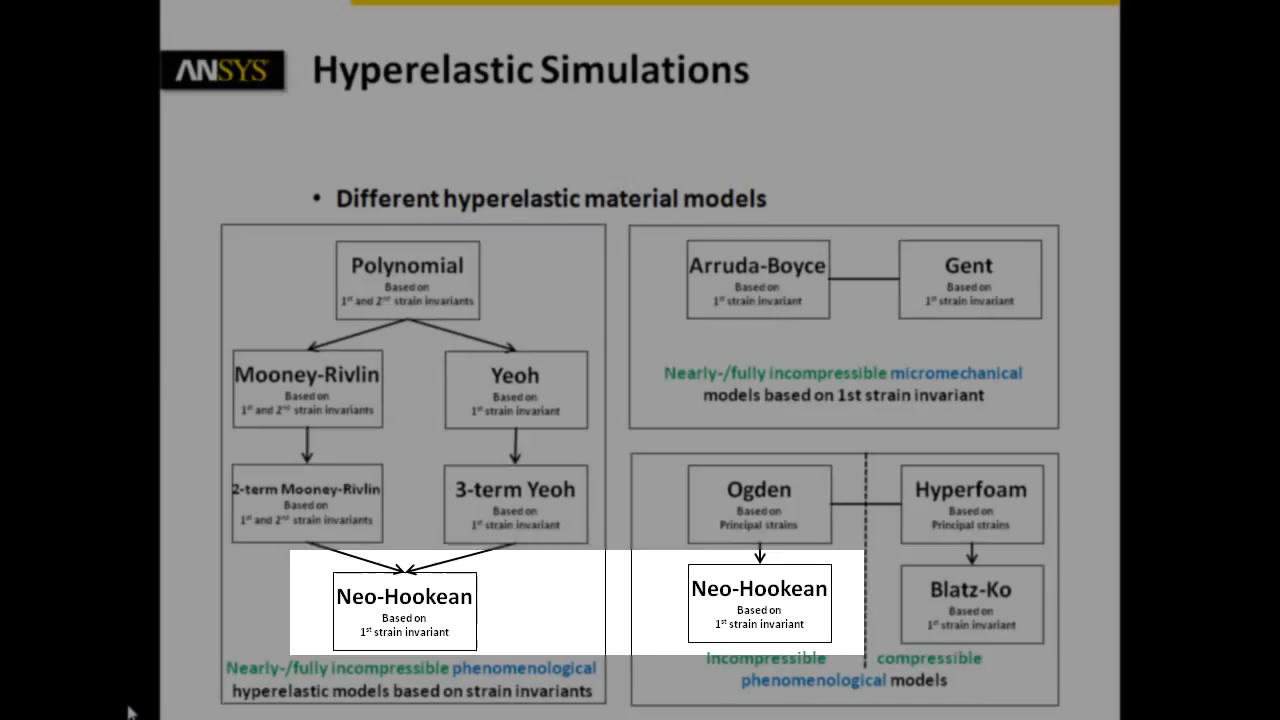 ANSYS
Hyperelastic Simulations
• Different hyperelastic material models
Polynomial
Based on
1st and 2nd strain invariants
Mooney-Rivlin
Based on
1st and 2nd strain invariants
Yeoh
Based on
1st strain invariant
2-term Mooney-Rivlin
Based on
1st and 2nd strain invariants
3-term Yeoh
Based on
1st strain invariant
Neo-Hookean
Based on
1st strain invariant
Nearly-/fully incompressible phenomenological
hyperelastic models based on strain invariants
Arruda-Boyce
Based on
1st strain invariant
Gent
Based on
1st strain invariant
Nearly-/fully incompressible micromechanical
models based on 1st strain invariant
Ogden
Based on
Principal strains
Hyperfoam
Based on
Principal strains
Neo-Hookean
Based on
1st strain invariant
Blatz-Ko
Based on
1st strain invariant
Incompressible compressible
phenomenological models